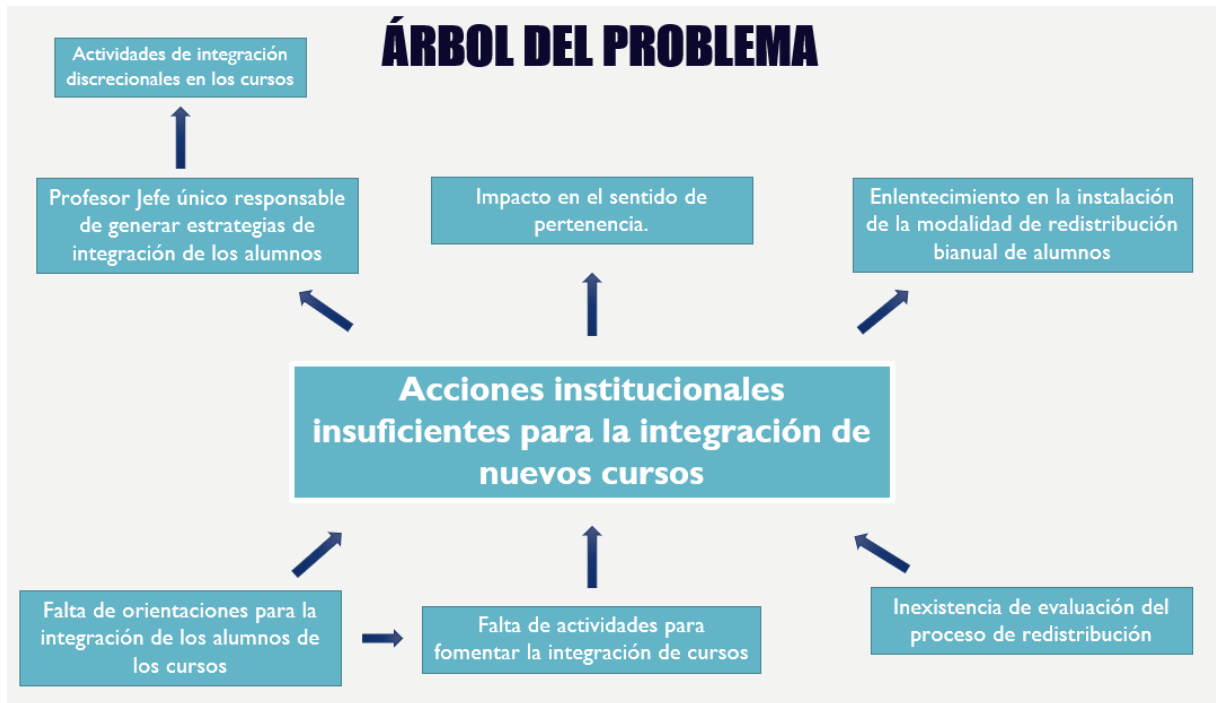 ÁRBOL DEL PROBLEMA
Actividades de integración
discrecionales en los cursos
Profesor Jefe único responsable
de generar estrategias de
integración de los alumnos
Impacto en el sentido de
pertenencia.
Enlentecimiento en la instalación
de la modalidad de redistribución
bianual de alumnos
Acciones institucionales
insuficientes para la integración de
nuevos cursos
Falta de orientaciones para la
integración de los alumnos de
los cursos
Falta de actividades para
fomentar la integración de cursos
Inexistencia de evaluación del
proceso de redistribución